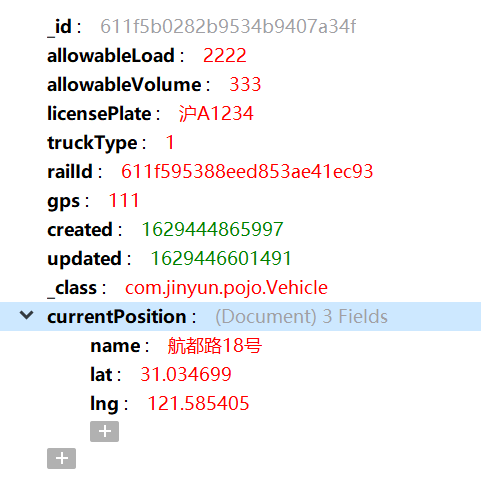 _id : 611f5b0282b9534b9407a34f
allowableLoad : 2222
allowableVolume : 333
licensePlate : 沪A1234
truckType : 1
railId : 611f595388eed853ae41ec93
gps : 111
created : 1629444865997
updated : 1629446601491
_class : com.jinyun.pojo.Vehicle
currentPosition : (Document) 3 Fields
name : 航都路18号
lat : 31.034699
lng : 121.585405